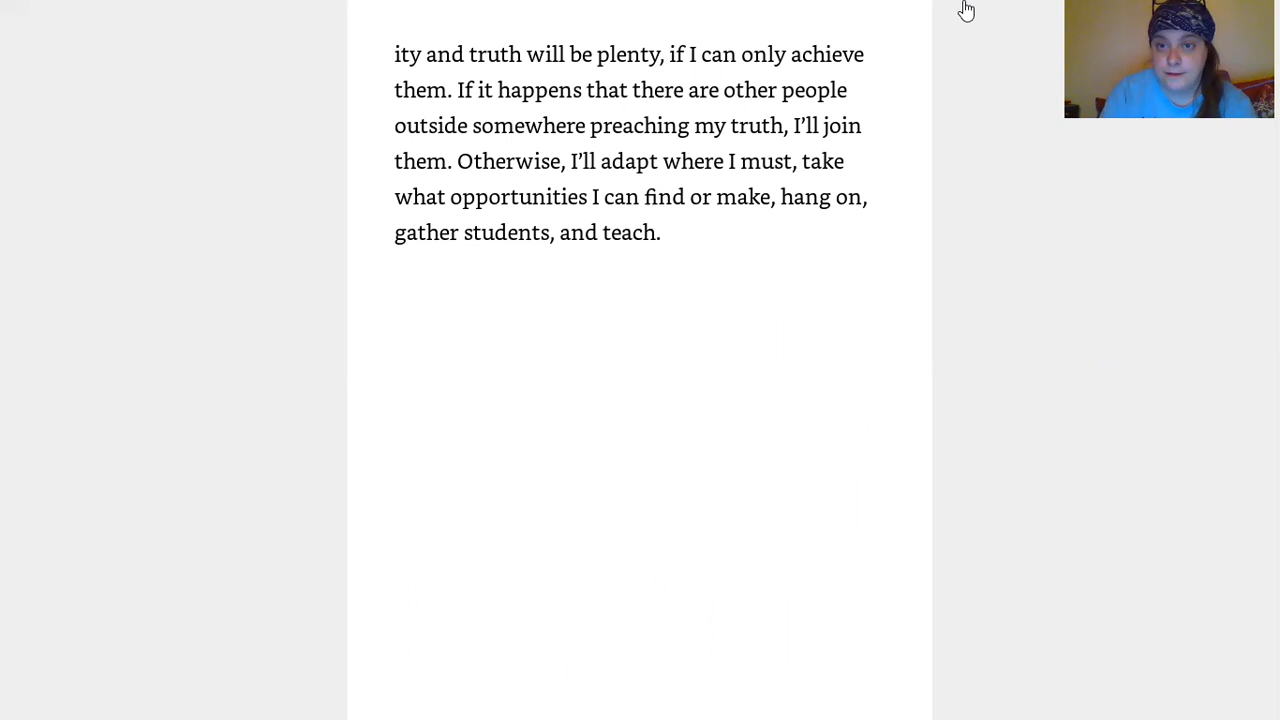 ity and truth will be plenty, if I can only achieve
them. If it happens that there are other people
outside somewhere preaching my truth, I’ll join
them. Otherwise, I’ll adapt where I must, take
what opportunities I can find or make, hang on,
gather students, and teach.